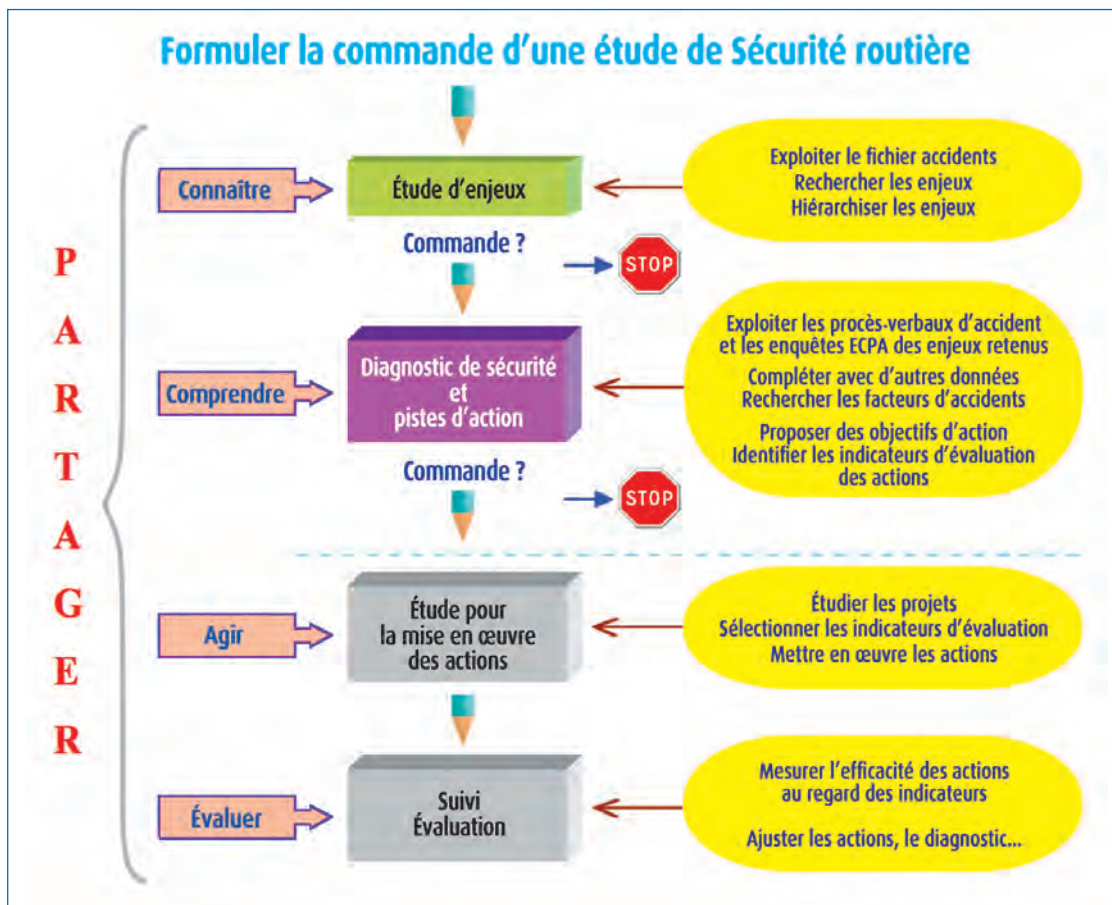 Formuler la commande d'une étude de Sécurité routière
Connaître
Étude d'enjeux
Exploiter le fichier accidents
Rechercher les enjeux
Hiérarchiser les enjeux
Commande ?
STOP
PARTAGER
Comprendre
Diagnostic de sécurité
et
pistes d'action
Exploiter les procès-verbaux d'accident
et les enquêtes ECPA des enjeux retenus
Compléter avec d'autres données
Rechercher les facteurs d'accidents
Proposer des objectifs d'action
Identifier les indicateurs d'évaluation
des actions
Commande ?
STOP
Agir
Étude pour
la mise en œuvre
des actions
Étudier les projets
Sélectionner les indicateurs d'évaluation
Mettre en œuvre les actions
Évaluer
Suivi
Évaluation
Mesurer l'efficacité des actions
au regard des indicateurs
Ajuster les actions, le diagnostic...